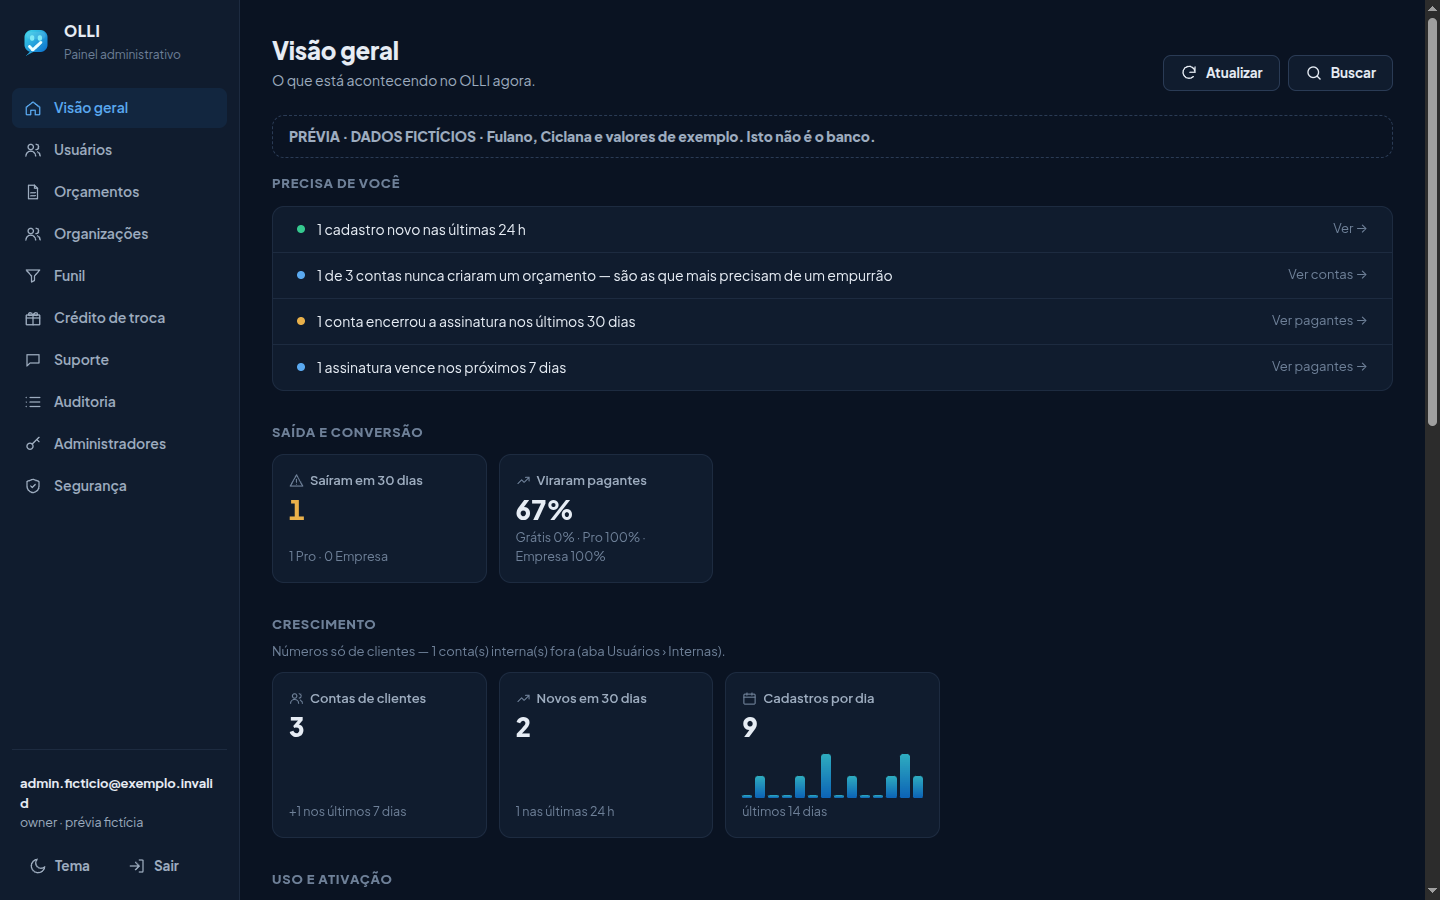 OLLI
Painel administrativo
Visão geral
Usuários
Orçamentos
Organizações
Funil
Crédito de troca
Suporte
Auditoria
Administradores
Segurança
admin.ficticio@exemplo.invali
d
owner · prévia fictícia
Tema
Sair
Visão geral
O que está acontecendo no OLLI agora.
Atualizar
Buscar
PRÉVIA · DADOS FICTÍCIOS · Fulano, Ciclana e valores de exemplo. Isto não é o banco.
PRECISA DE VOCÊ
1 cadastro novo nas últimas 24 h
Ver →
1 de 3 contas nunca criaram um orçamento — são as que mais precisam de um empurrão
Ver contas →
1 conta encerrou a assinatura nos últimos 30 dias
Ver pagantes →
1 assinatura vence nos próximos 7 dias
Ver pagantes →
SAÍDA E CONVERSÃO
Saíram em 30 dias
1
1 Pro · 0 Empresa
Viraram pagantes
67%
Grátis 0% · Pro 100% ·
Empresa 100%
CRESCIMENTO
Números só de clientes — 1 conta(s) interna(s) fora (aba Usuários › Internas).
Contas de clientes
3
+1 nos últimos 7 dias
Novos em 30 dias
2
1 nas últimas 24 h
Cadastros por dia
9
últimos 14 dias
USO E ATIVAÇÃO